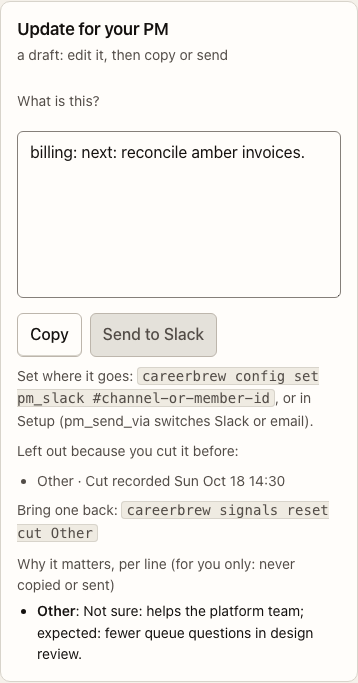 Update for your PM
a draft: edit it, then copy or send
What is this?
billing: next: reconcile amber invoices.
Copy
Send to Slack
Set where it goes: careerbrew config set
pm_slack #channel-or-member-id, or in
Setup (pm_send_via switches Slack or email).
Left out because you cut it before:
• Other · Cut recorded Sun Oct 18 14:30
Bring one back: careerbrew signals reset
cut Other
Why it matters, per line (for you only: never
copied or sent)
• Other: Not sure: helps the platform team;
expected: fewer queue questions in design
review.